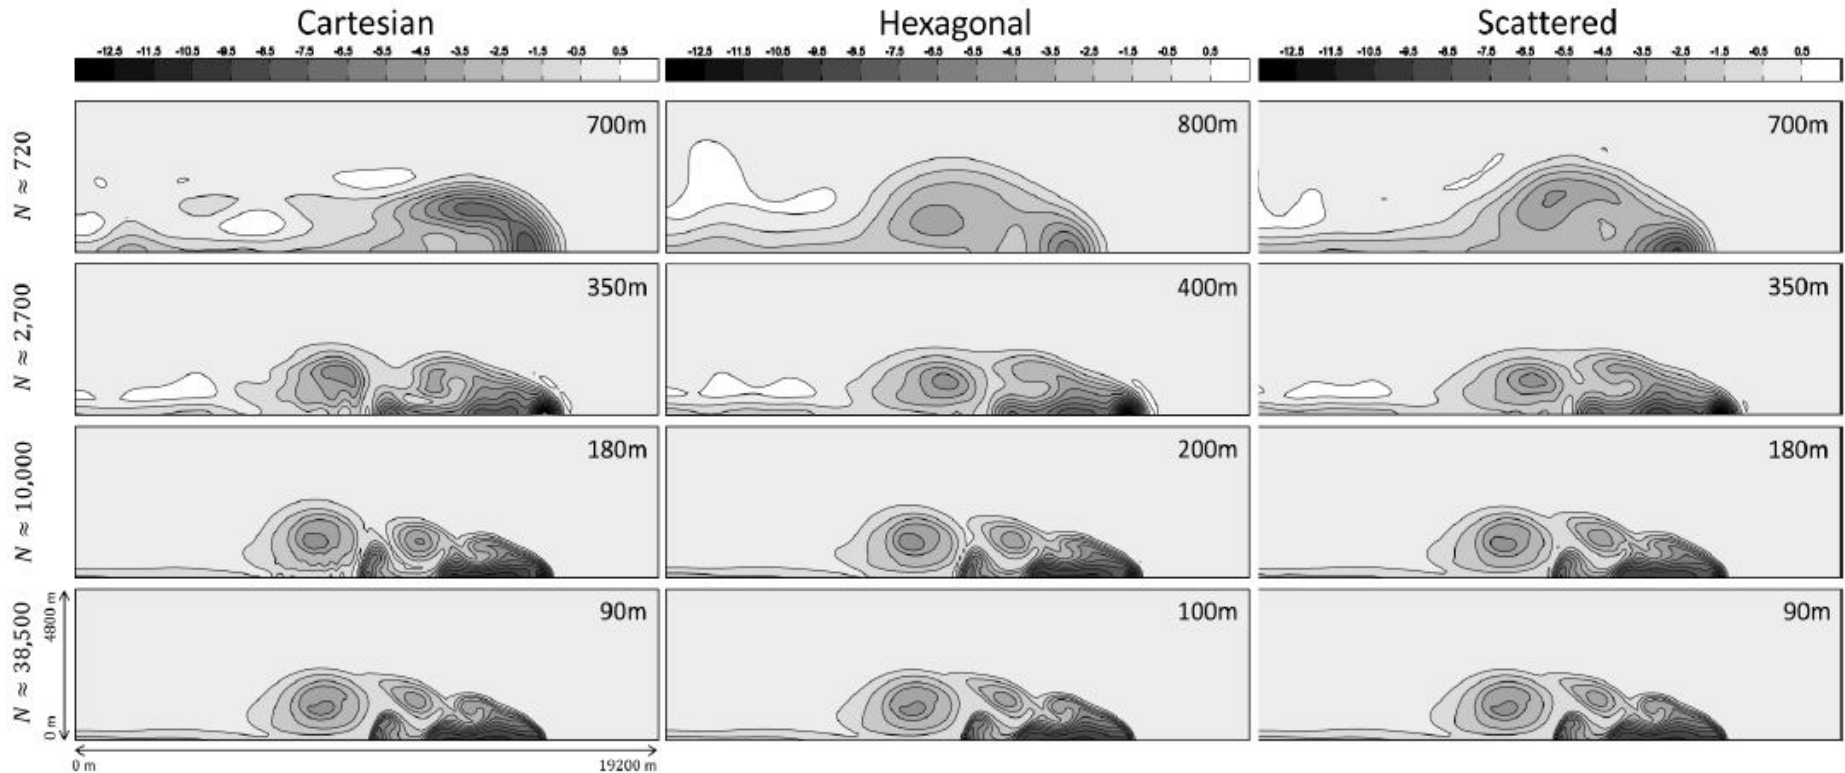 Cartesian Hexagonal Scattered
-12.5 -11.5 -10.5 -9.5 -8.5 -7.5 -6.5 -5.5 -4.5 -3.5 -2.5 -1.5 -0.5 0.5 -12.5 -11.5 -10.5 -9.5 -8.5 -7.5 -6.5 -5.5 -4.5 -3.5 -2.5 -1.5 -0.5 0.5 -12.5 -11.5 -10.5 -9.5 -8.5 -7.5 -6.5 -5.5 -4.5 -3.5 -2.5 -1.5 -0.5 0.5
N ≈ 720
700m 800m 700m
N ≈ 2,700
350m 400m 350m
N ≈ 10,000
180m 200m 180m
N ≈ 38,500
4800 m
0 m
90m 100m 90m
0 m 19200 m